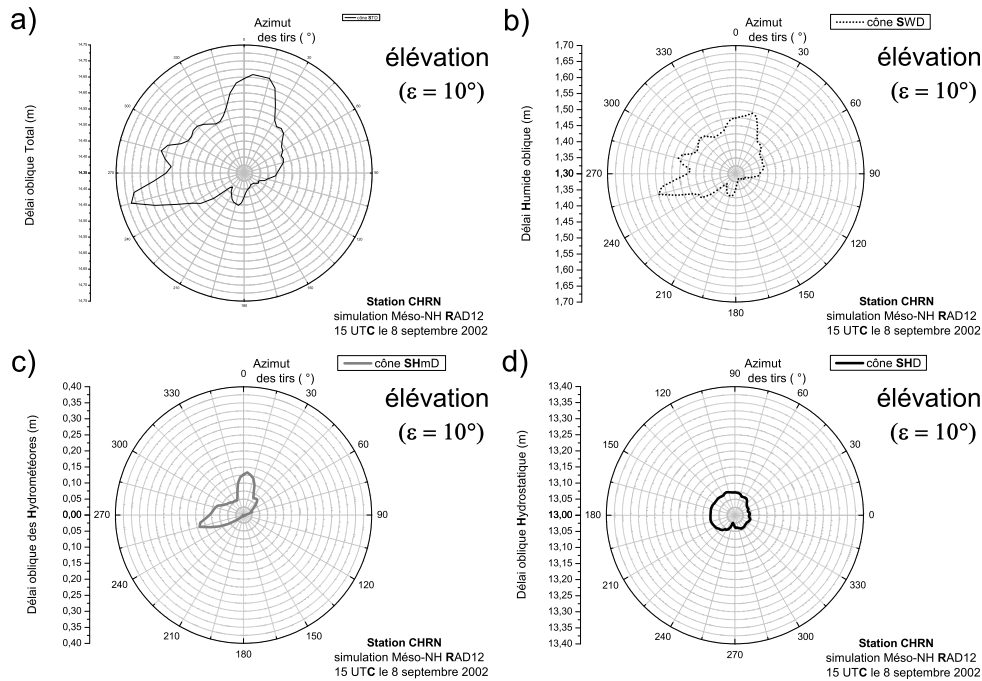 a)
Azimut
des tirs ( °)
cône STD
élévation
(ε = 10°)
Délai oblique Total (m)
Station CHRN
simulation Méso-NH RAD12
15 UTC le 8 septembre 2002
b)
Azimut
des tirs ( °)
cône SWD
élévation
(ε = 10°)
Délai Humide oblique (m)
1,70
1,65
1,60
1,55
1,50
1,45
1,40
1,35
1,30
1,35
1,40
1,45
1,50
1,55
1,60
1,65
1,70
0
30
60
90
120
150
180
210
240
270
300
330
Station CHRN
simulation Méso-NH RAD12
15 UTC le 8 septembre 2002
c)
Azimut
des tirs ( °)
cône SHmD
élévation
(ε = 10°)
Délai oblique des Hydrométéores (m)
0,40
0,35
0,30
0,25
0,20
0,15
0,10
0,05
0,00
0,05
0,10
0,15
0,20
0,25
0,30
0,35
0,40
0
30
60
90
120
150
180
210
240
270
300
330
Station CHRN
simulation Méso-NH RAD12
15 UTC le 8 septembre 2002
d)
Azimut
des tirs ( °)
cône SHD
élévation
(ε = 10°)
Délai oblique Hydrostatique (m)
13,40
13,35
13,30
13,25
13,20
13,15
13,10
13,05
13,00
13,05
13,10
13,15
13,20
13,25
13,30
13,35
13,40
90
60
30
0
330
300
270
240
210
180
150
120
Station CHRN
simulation Méso-NH RAD12
15 UTC le 8 septembre 2002